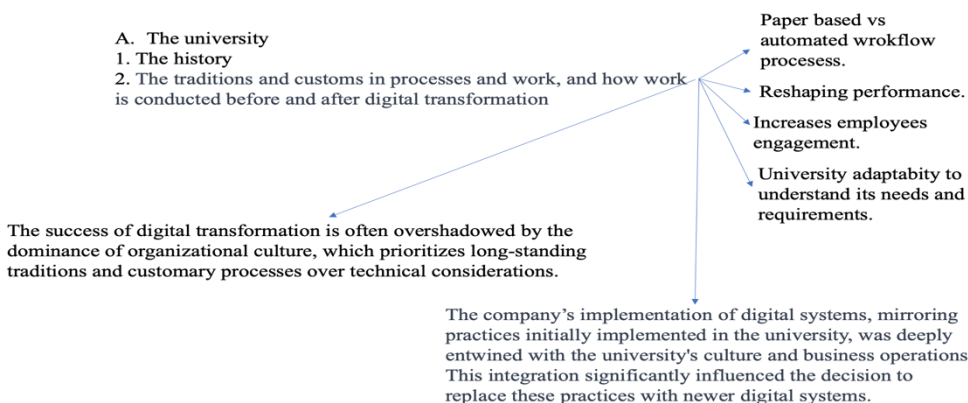 A. The university
1. The history
2. The traditions and customs in processes and work, and how work
is conducted before and after digital transformation
Paper based vs
automated wrokflow
procesess.
Reshaping performance.
Increases employees
engagement.
University adaptabity to
understand its needs and
requirements.
The success of digital transformation is often overshadowed by the
dominance of organizational culture, which prioritizes long-standing
traditions and customary processes over technical considerations.
The company’s implementation of digital systems, mirroring
practices initially implemented in the university, was deeply
entwined with the university's culture and business operations
This integration significantly influenced the decision to
replace these practices with newer digital systems.